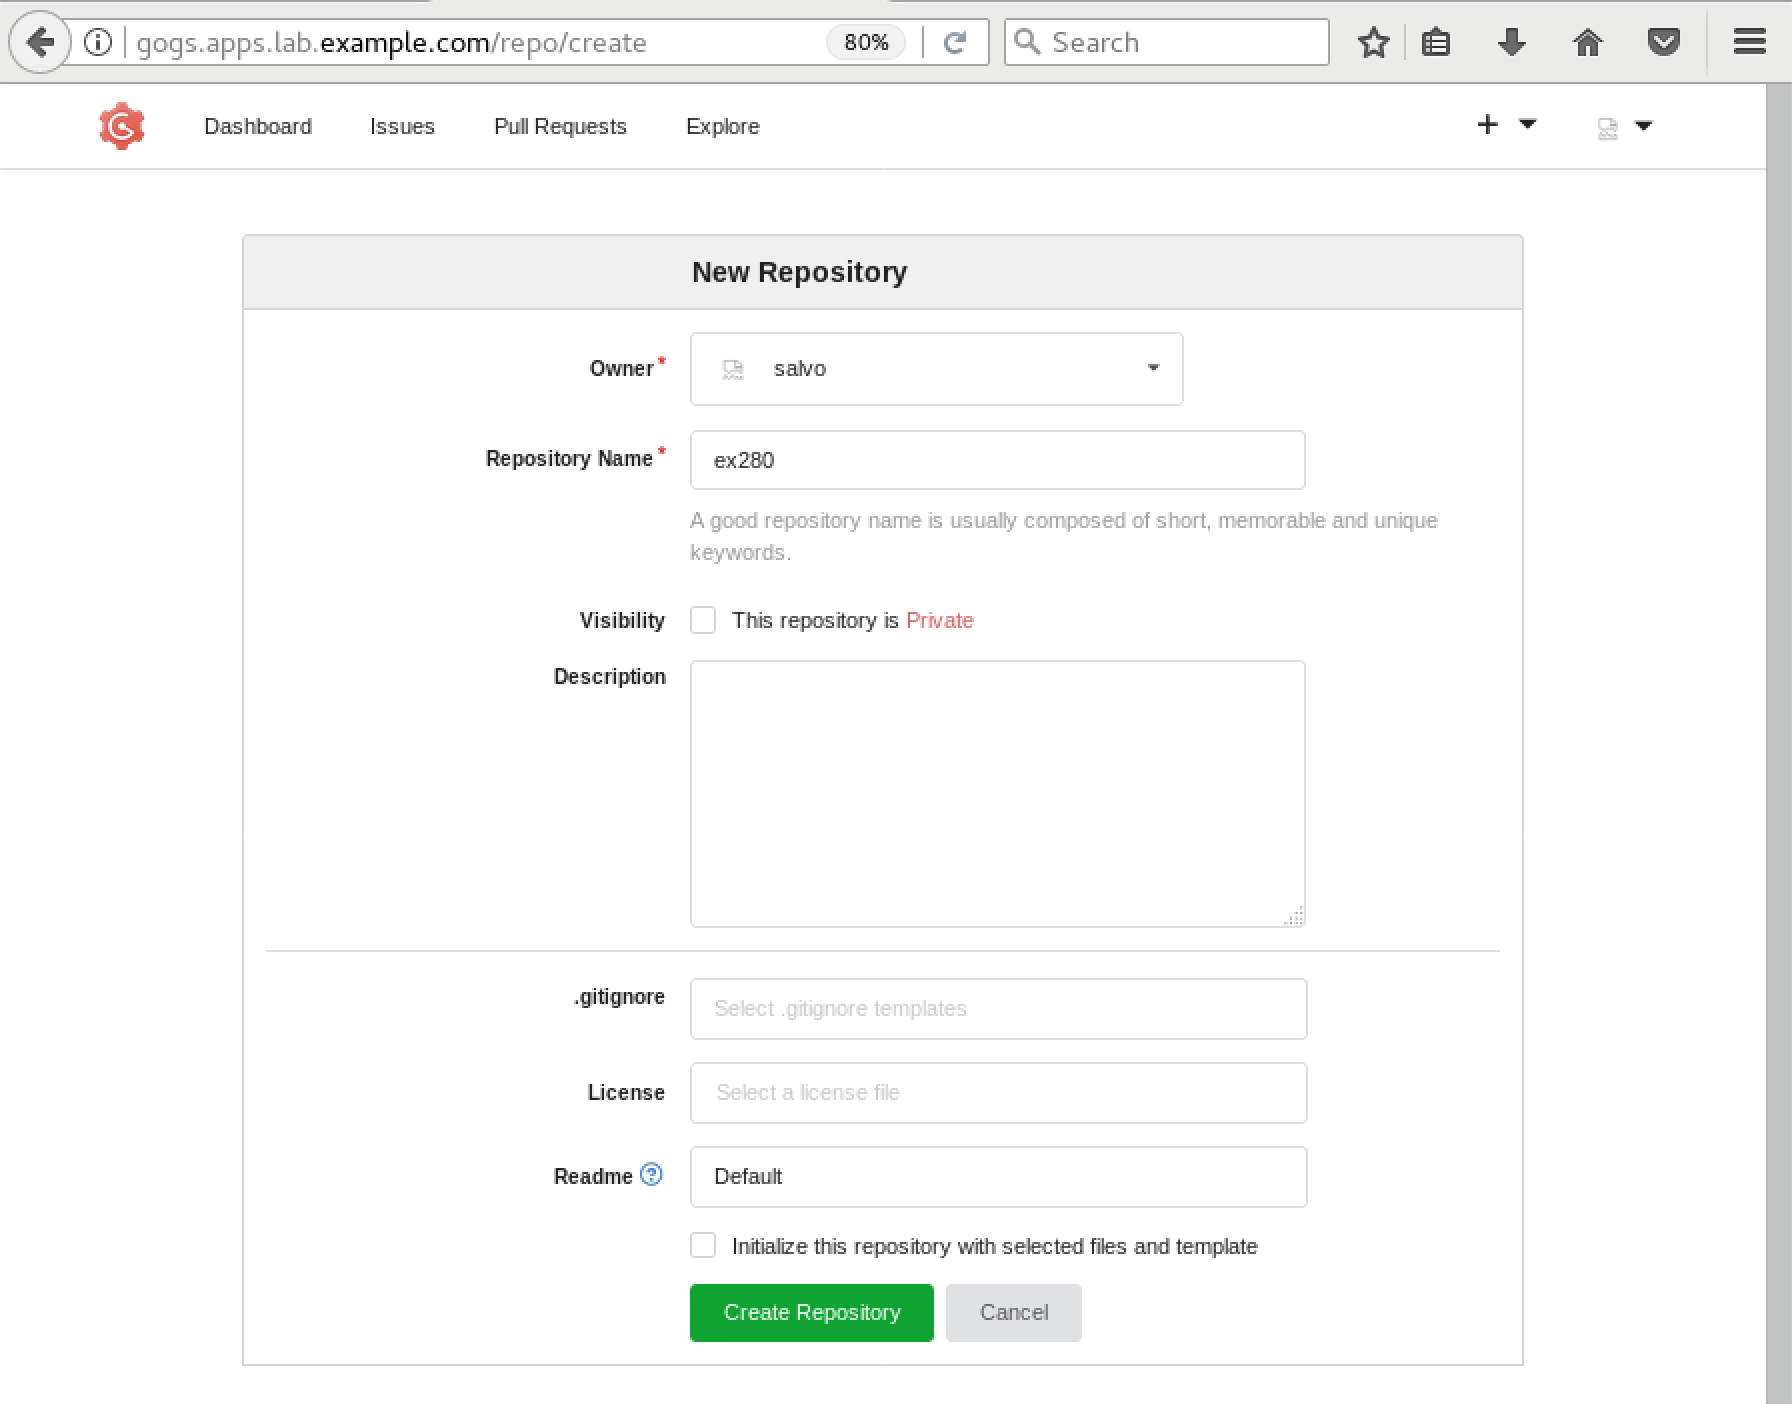 gogs.apps.lab.example.com/repo/create 80% Search
Dashboard Issues Pull Requests Explore
New Repository
Owner* salvo
Repository Name* ex280
A good repository name is usually composed of short, memorable and unique
keywords.
Visibility This repository is Private
Description
.gitignore Select .gitignore templates
License Select a license file
Readme Default
Initialize this repository with selected files and template
Create Repository Cancel